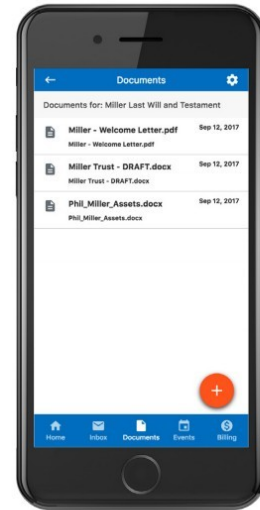 Documents
Documents for: Miller Last Will and Testament
Miller - Welcome Letter.pdf Sep 12, 2017
Miller - Welcome Letter.pdf
Miller Trust - DRAFT.docx Sep 12, 2017
Miller Trust - DRAFT.docx
Phil_Miller_Assets.docx Sep 12, 2017
Phil_Miller_Assets.docx
Home Inbox Documents Events Billing